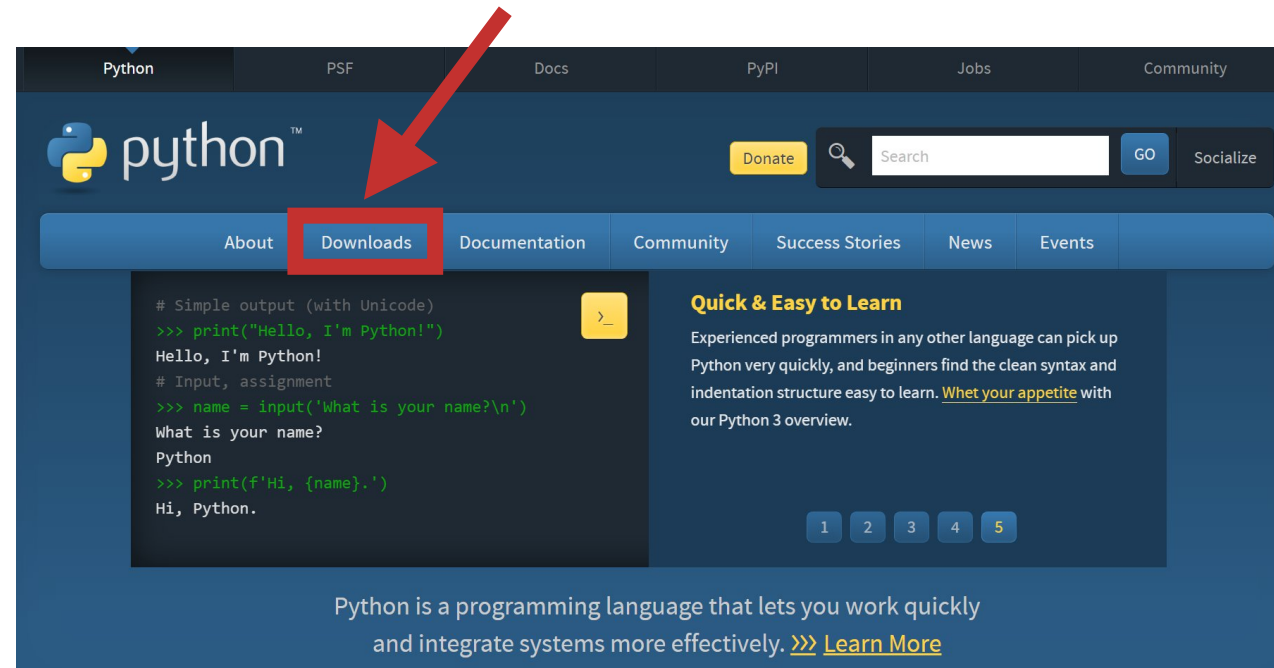 Python PSF Docs PyPI Jobs Community
python™
Donate Search GO Socialize
About Downloads Documentation Community Success Stories News Events
# Simple output (with Unicode)
>>> print("Hello, I'm Python!")
Hello, I'm Python!
# Input, assignment
>>> name = input('What is your name?\n')
What is your name?
Python
>>> print(f'Hi, {name}.')
Hi, Python.
>_
Quick & Easy to Learn
Experienced programmers in any other language can pick up
Python very quickly, and beginners find the clean syntax and
indentation structure easy to learn. Whet your appetite with
our Python 3 overview.
1 2 3 4 5
Python is a programming language that lets you work quickly
and integrate systems more effectively. >>> Learn More